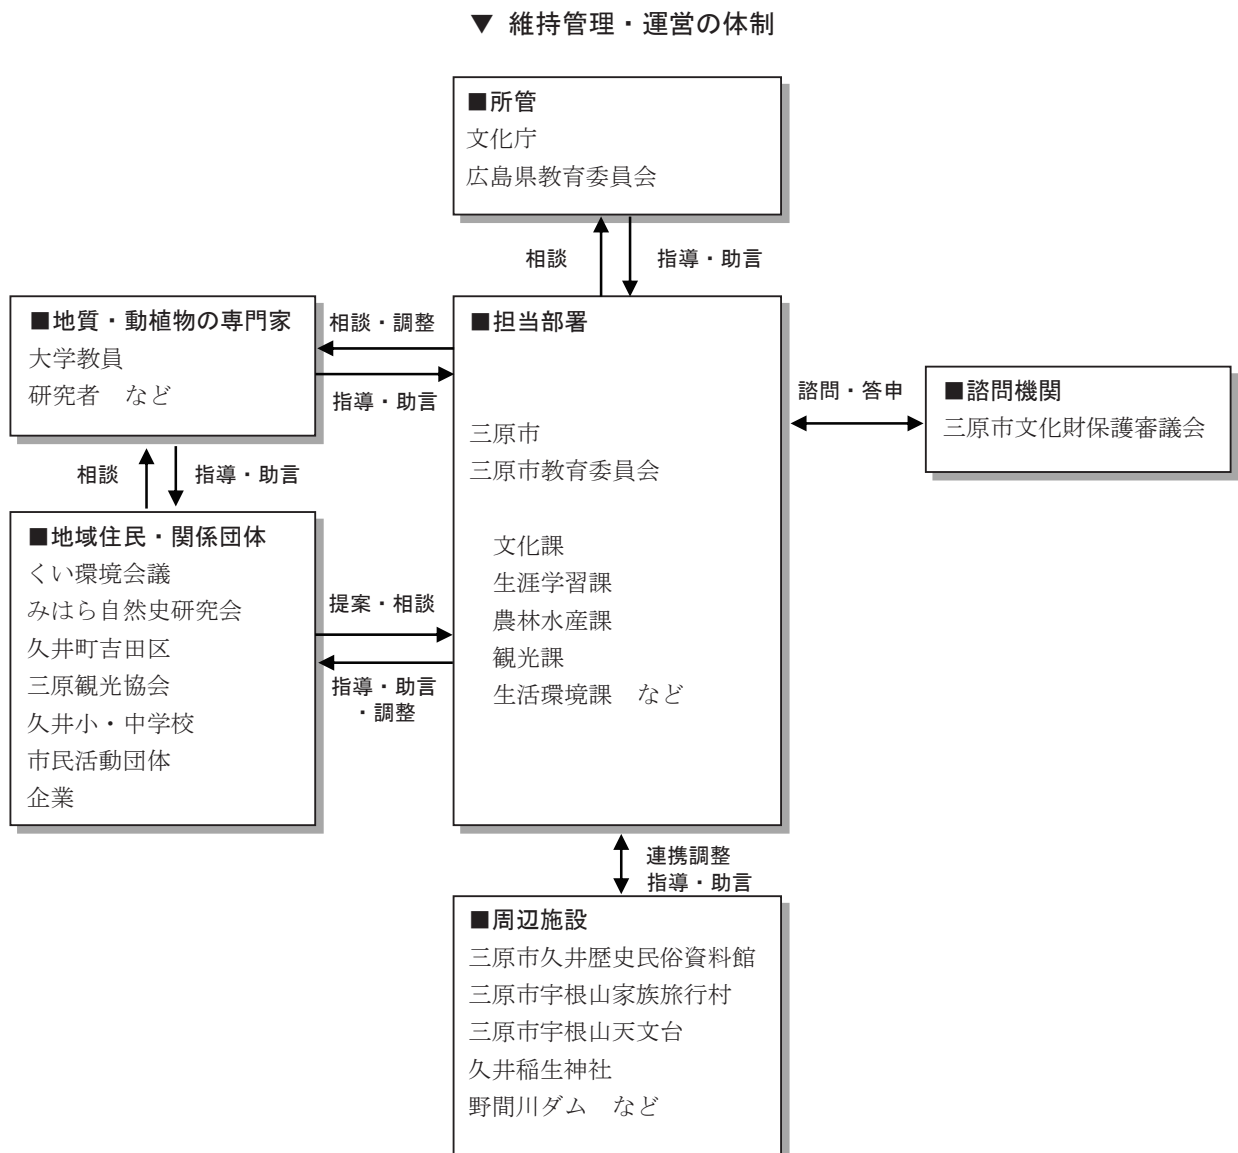 ▼ 維持管理・運営の体制
■所管
文化庁
広島県教育委員会
相談
指導・助言
■地質・動植物の専門家
大学教員
研究者　など
相談・調整
指導・助言
■担当部署
三原市
三原市教育委員会
文化課
生涯学習課
農林水産課
観光課
生活環境課　など
諮問・答申
■諮問機関
三原市文化財保護審議会
相談
指導・助言
■地域住民・関係団体
くい環境会議
みはら自然史研究会
久井町吉田区
三原観光協会
久井小・中学校
市民活動団体
企業
提案・相談
指導・助言
・調整
連携調整
指導・助言
■周辺施設
三原市久井歴史民俗資料館
三原市宇根山家族旅行村
三原市宇根山天文台
久井稲生神社
野間川ダム　など